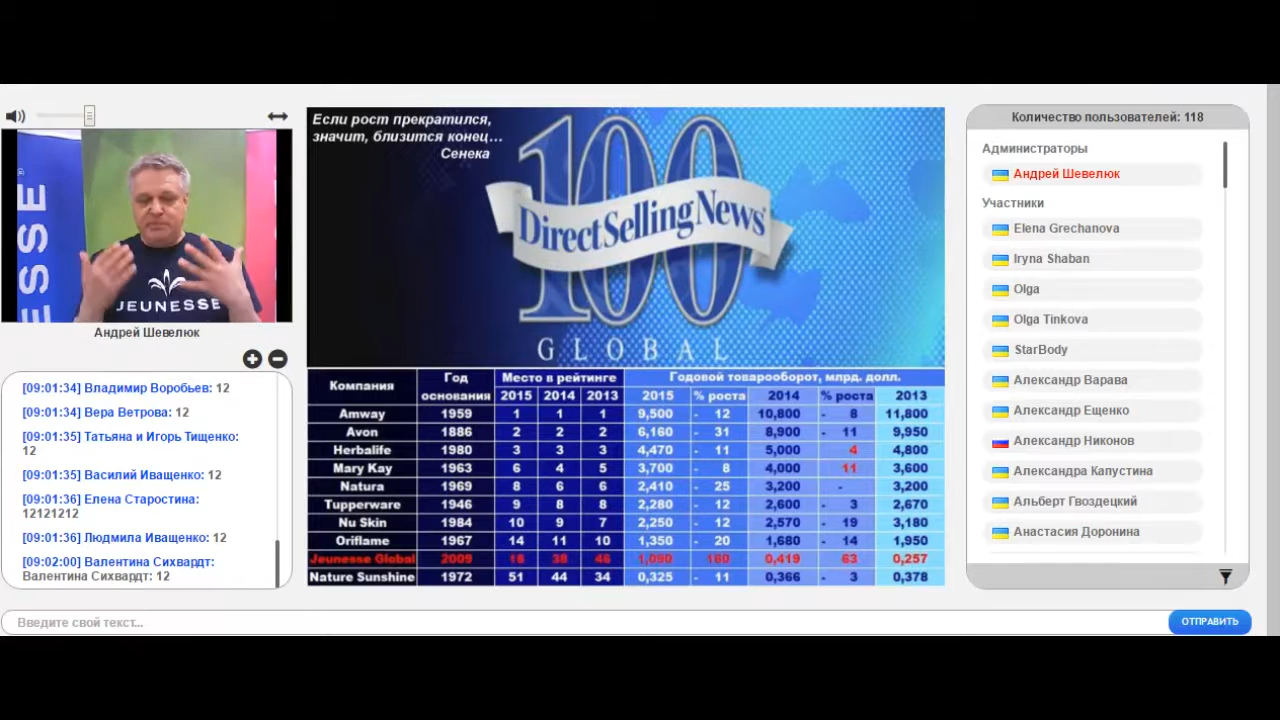 ESSE
JEUNESSE
Андрей Шевелюк
[09:01:34] Владимир Воробьев: 12
[09:01:34] Вера Ветрова: 12
[09:01:35] Татьяна и Игорь Тищенко:
12
[09:01:35] Василий Иващенко: 12
[09:01:36] Елена Старостина:
12121212
[09:01:36] Людмила Иващенко: 12
[09:02:00] Валентина Сихвардт:
Валентина Сихвардт: 12
Если рост прекратился,
значит, близится конец...
Сенека
100
DirectSellingNews
GLOBAL
Компания Год основания Место в рейтинге Годовой товарооборот, млрд. долл.
2015 2014 2013 2015 % роста 2014 % роста 2013
Amway 1959 1 1 1 9,500 - 12 10,800 - 8 11,800
Avon 1886 2 2 2 6,160 - 31 8,900 - 11 9,950
Herbalife 1980 3 3 3 4,470 - 11 5,000 4 4,800
Mary Kay 1963 6 4 5 3,700 - 8 4,000 11 3,600
Natura 1969 8 6 6 2,410 - 25 3,200 - 3,200
Tupperware 1946 9 8 8 2,280 - 12 2,600 - 3 2,670
Nu Skin 1984 10 9 7 2,250 - 12 2,570 - 19 3,180
Oriflame 1967 14 11 10 1,350 - 20 1,680 - 14 1,950
Jeunesse Global 2009 18 38 46 1,090 160 0,419 63 0,257
Nature Sunshine 1972 51 44 34 0,325 - 11 0,366 - 3 0,378
Количество пользователей: 118
Администраторы
Андрей Шевелюк
Участники
Elena Grechanova
Iryna Shaban
Olga
Olga Tinkova
StarBody
Александр Варава
Александр Ещенко
Александр Никонов
Александра Капустина
Альберт Гвоздецкий
Анастасия Доронина
Введите свой текст...
ОТПРАВИТЬ